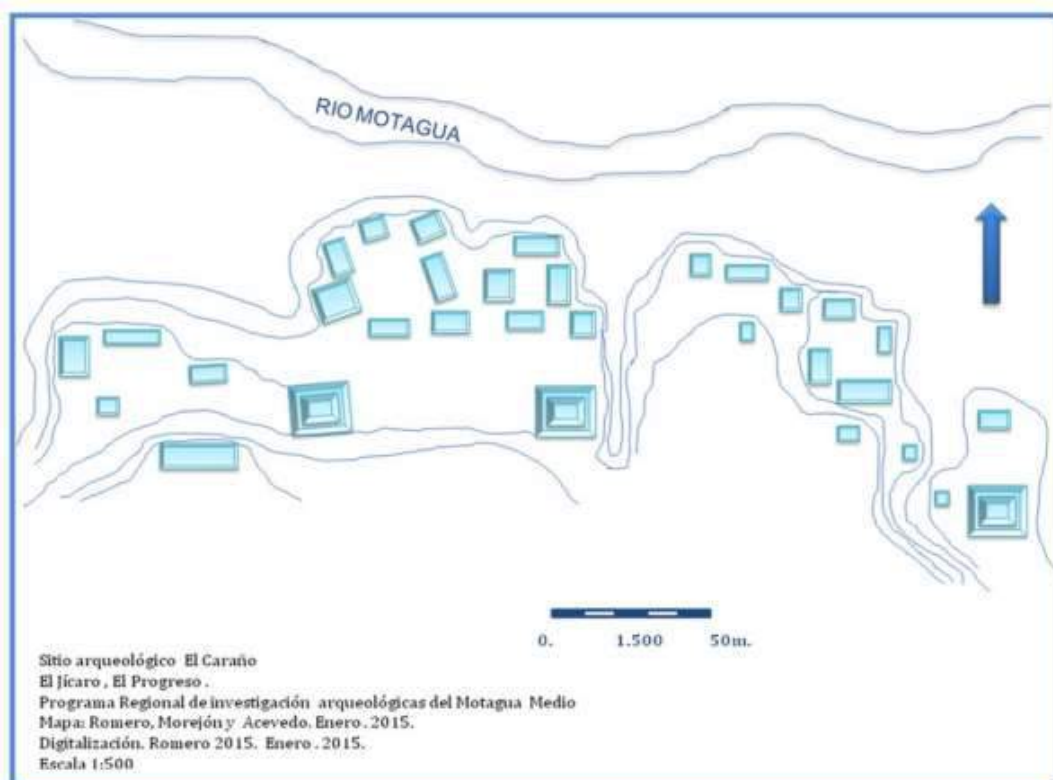 RIO MOTAGUA
0. 1.500 50m.
Sitio arqueológico El Caraño
El Jícaro , El Progreso .
Programa Regional de investigación arqueológicas del Motagua Medio
Mapa: Romero, Morejón y Acevedo. Enero . 2015.
Digitalización. Romero 2015. Enero . 2015.
Escala 1:500